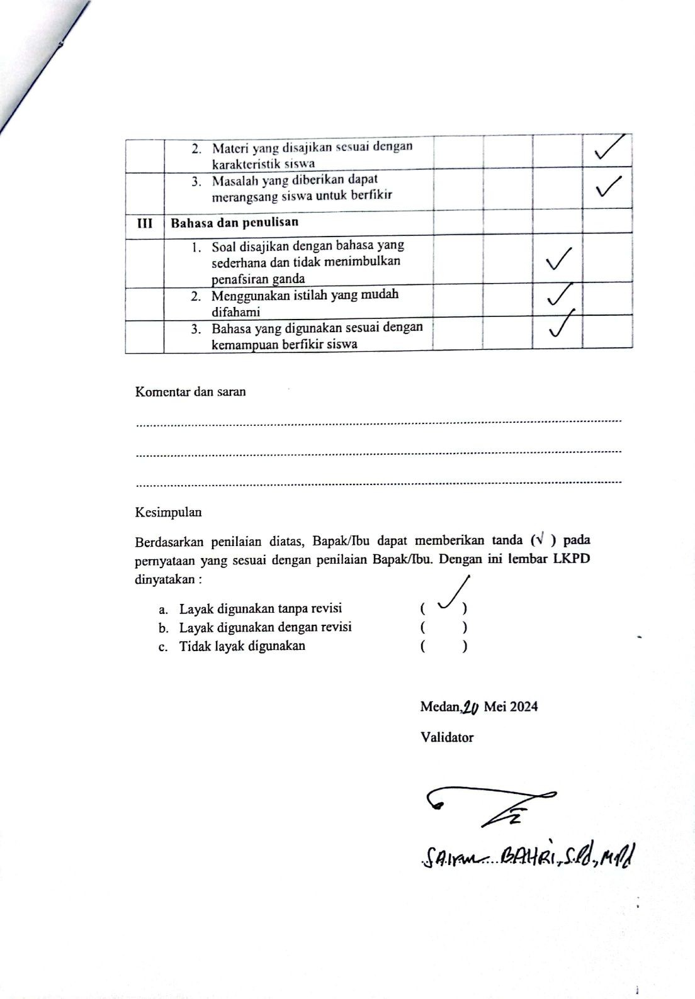 2. Materi yang disajikan sesuai dengan
karakteristik siswa
3. Masalah yang diberikan dapat
merangsang siswa untuk berfikir
III Bahasa dan penulisan
1. Soal disajikan dengan bahasa yang
sederhana dan tidak menimbulkan
penafsiran ganda
2. Menggunakan istilah yang mudah
difahami
3. Bahasa yang digunakan sesuai dengan
kemampuan berfikir siswa
Komentar dan saran
Kesimpulan
Berdasarkan penilaian diatas, Bapak/Ibu dapat memberikan tanda (√ ) pada
pernyataan yang sesuai dengan penilaian Bapak/Ibu. Dengan ini lembar LKPD
dinyatakan :
a. Layak digunakan tanpa revisi (✓)
b. Layak digunakan dengan revisi ( )
c. Tidak layak digunakan ( )
Medan, 20 Mei 2024
Validator
BAHRI, S.Pd., M.Pd